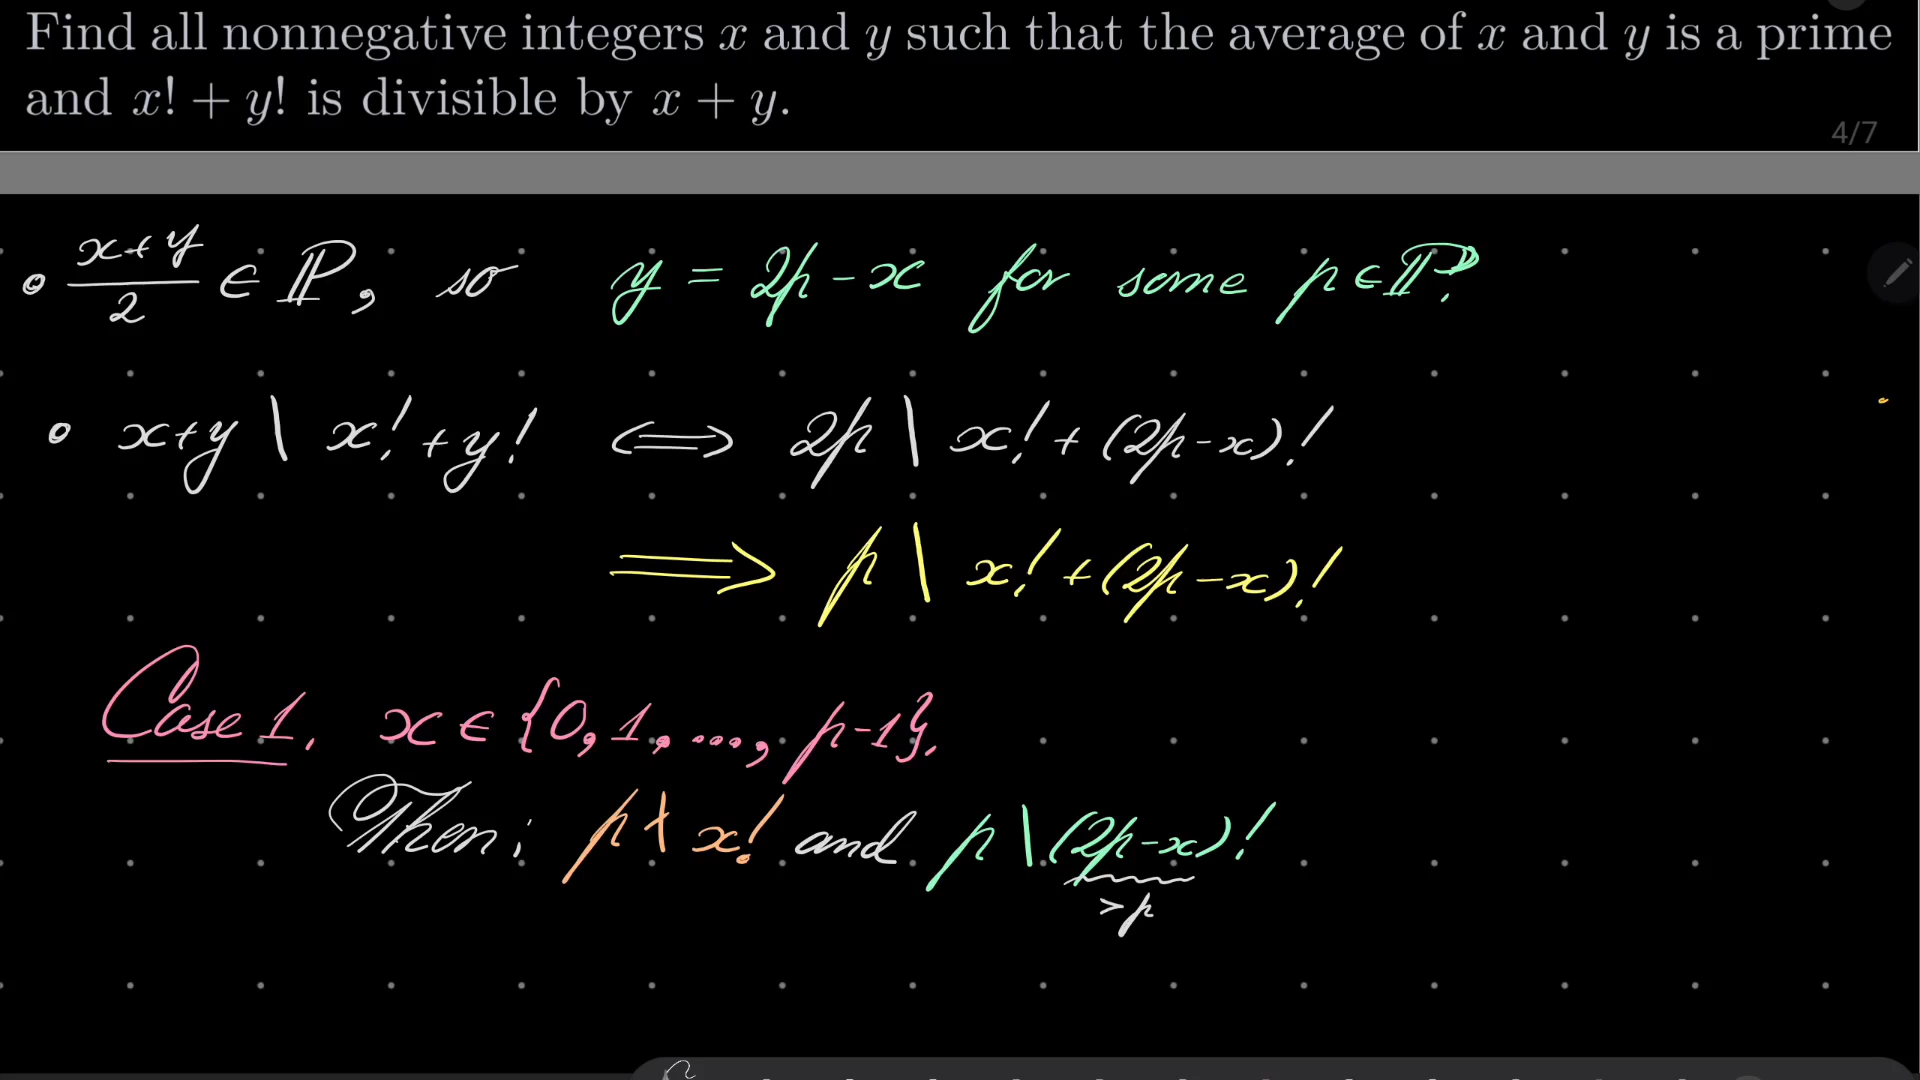 Find all nonnegative integers x and y such that the average of x and y is a prime
and x! + y! is divisible by x + y.
4/7
∘ (x+y)/2 ∈ ℙ, so y = 2p − x for some p ∈ ℙ.
∘ x+y \ x! + y! ⟺ 2p \ x! + (2p−x)!
⟹ p \ x! + (2p−x)!
Case 1. x ∈ {0, 1, ..., p−1}.
Then: p ∤ x! and p \ (2p−x)!
>p